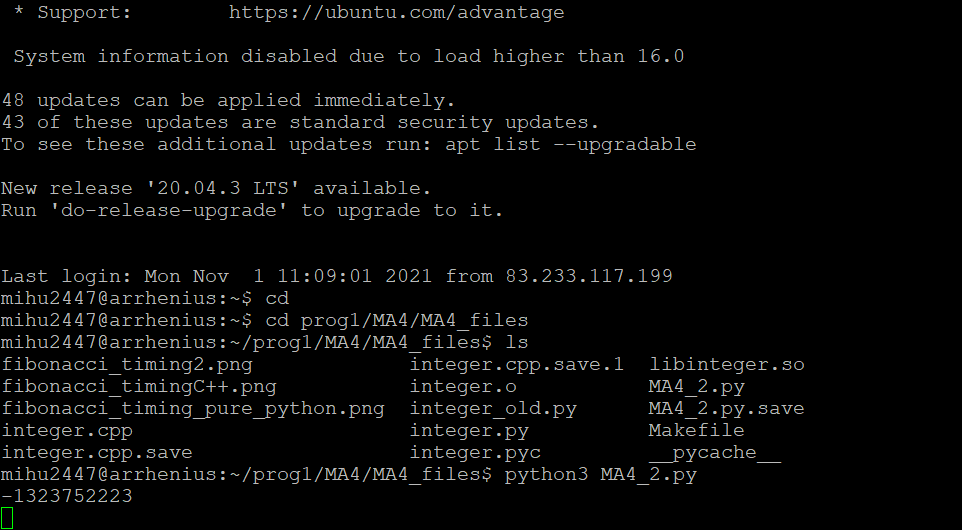 * Support:        https://ubuntu.com/advantage
System information disabled due to load higher than 16.0
48 updates can be applied immediately.
43 of these updates are standard security updates.
To see these additional updates run: apt list --upgradable
New release '20.04.3 LTS' available.
Run 'do-release-upgrade' to upgrade to it.
Last login: Mon Nov  1 11:09:01 2021 from 83.233.117.199
mihu2447@arrhenius:~$ cd
mihu2447@arrhenius:~$ cd prog1/MA4/MA4_files
mihu2447@arrhenius:~/prog1/MA4/MA4_files$ ls
fibonacci_timing2.png             integer.cpp.save.1  libinteger.so
fibonacci_timingC++.png           integer.o           MA4_2.py
fibonacci_timing_pure_python.png  integer_old.py      MA4_2.py.save
integer.cpp                       integer.py          Makefile
integer.cpp.save                  integer.pyc         __pycache__
mihu2447@arrhenius:~/prog1/MA4/MA4_files$ python3 MA4_2.py
-1323752223